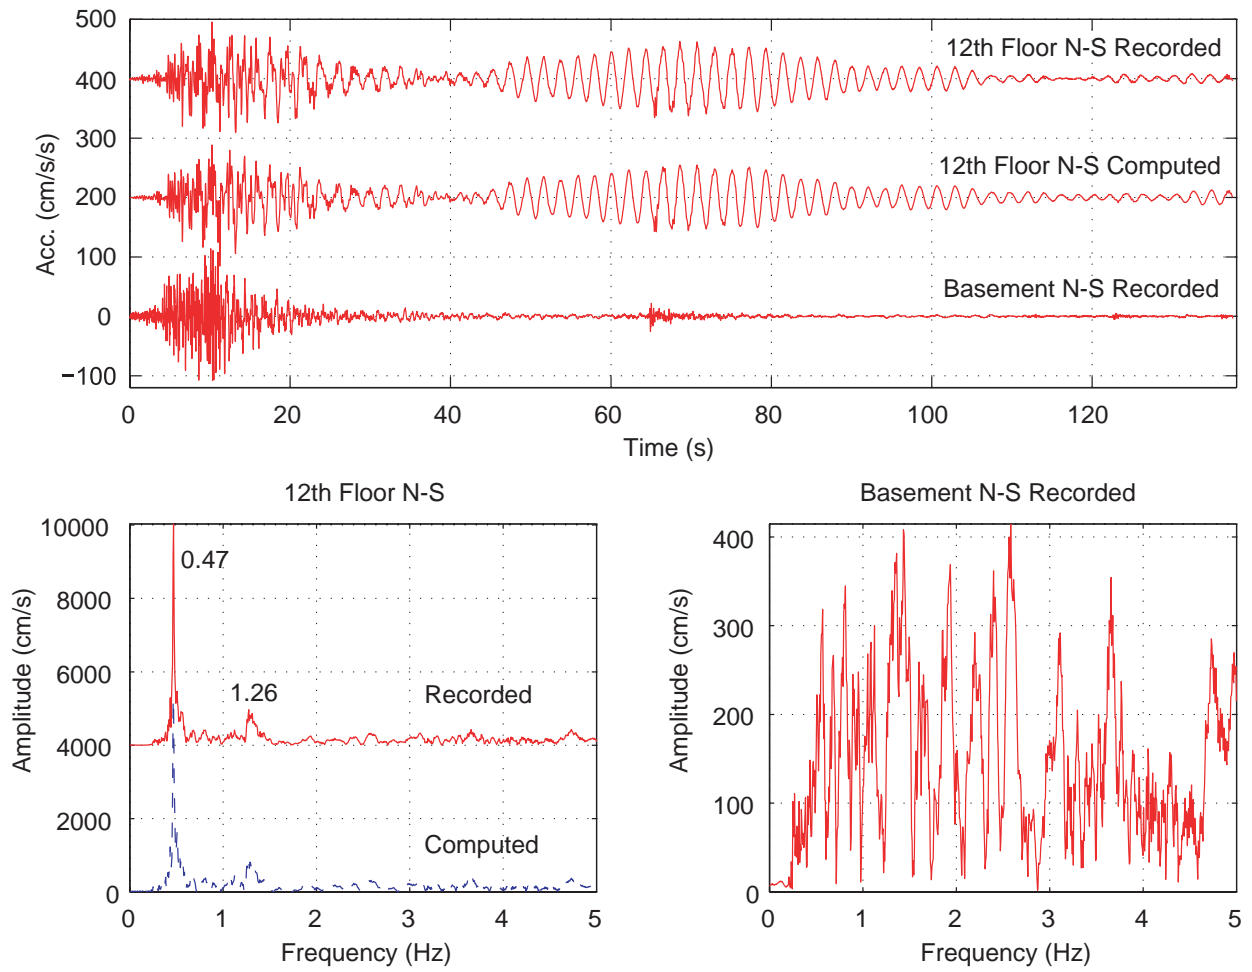 500
400
300
200
100
0
−100
Acc. (cm/s/s)
12th Floor N-S Recorded
12th Floor N-S Computed
Basement N-S Recorded
0 20 40 60 80 100 120
Time (s)
12th Floor N-S
10000
8000
6000
4000
2000
0
Amplitude (cm/s)
0.47
1.26
Recorded
Computed
0 1 2 3 4 5
Frequency (Hz)
Basement N-S Recorded
400
300
200
100
0
Amplitude (cm/s)
0 1 2 3 4 5
Frequency (Hz)